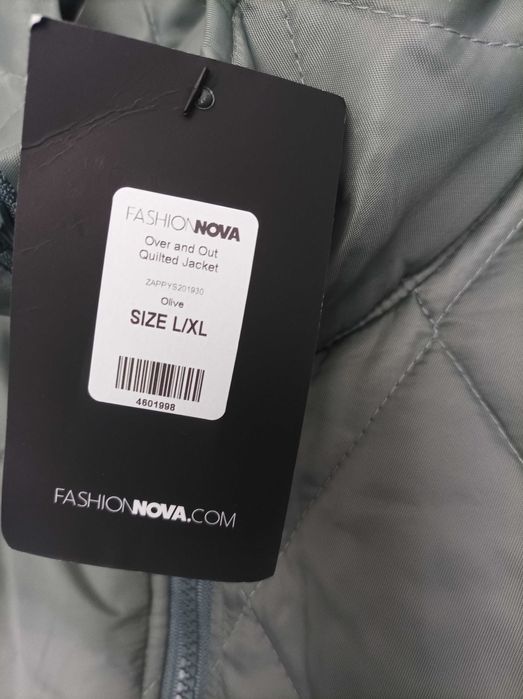 FASHIONNOVA
Over and Out
Quilted Jacket
ZAPPYS201930
Olive
SIZE L/XL
4601998
FASHIONNOVA.COM